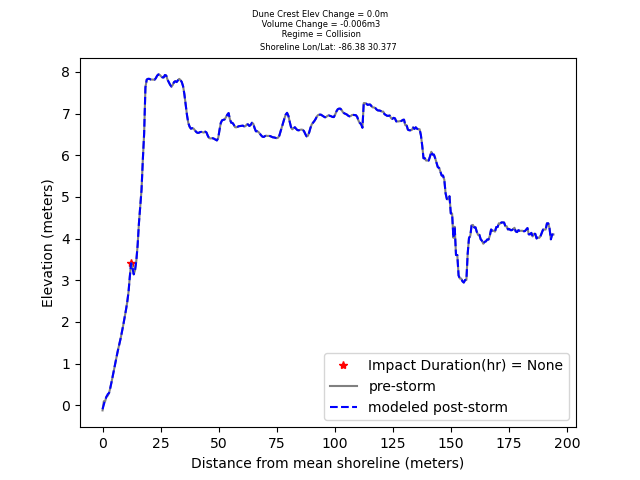 Dune Crest Elev Change = 0.0m
Volume Change = -0.006m3
Regime = Collision
Shoreline Lon/Lat: -86.38 30.377
8
7
6
5
4
3
2
1
0
Elevation (meters)
Impact Duration(hr) = None
pre-storm
modeled post-storm
0 25 50 75 100 125 150 175 200
Distance from mean shoreline (meters)